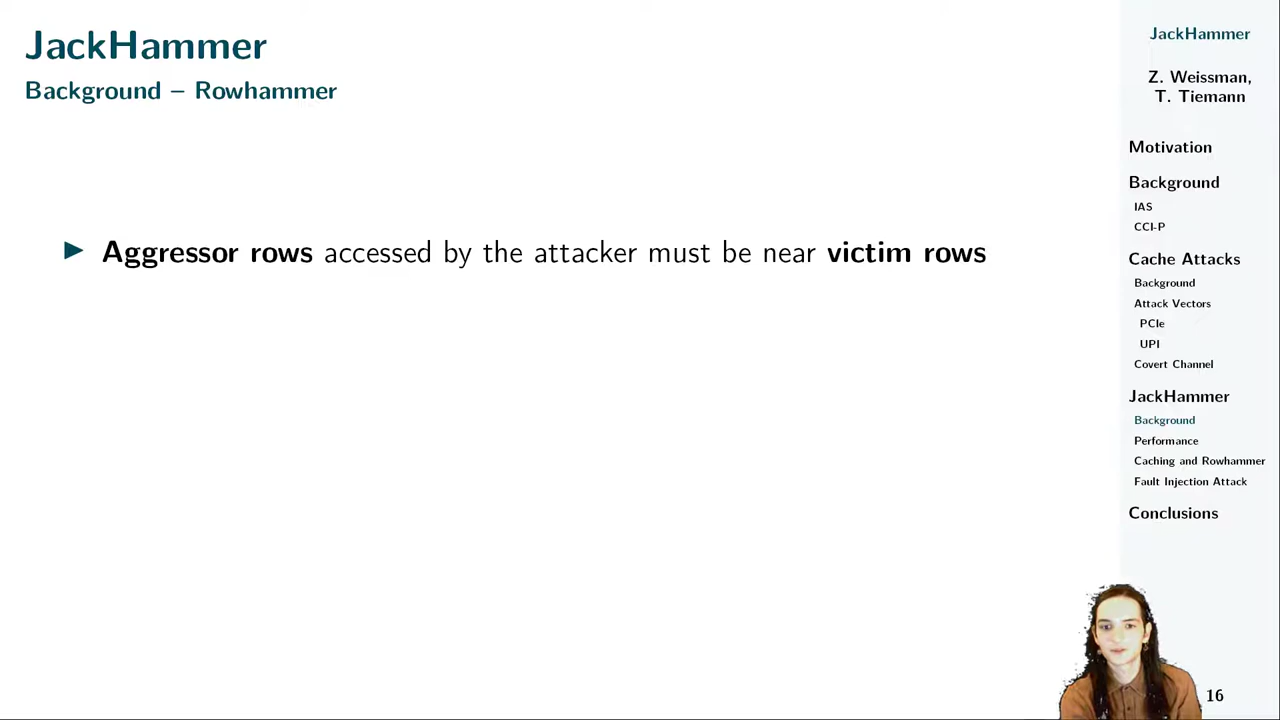 JackHammer
Background – Rowhammer
▶ Aggressor rows accessed by the attacker must be near victim rows
JackHammer
Z. Weissman,
T. Tiemann
Motivation
Background
IAS
CCI-P
Cache Attacks
Background
Attack Vectors
PCIe
UPI
Covert Channel
JackHammer
Background
Performance
Caching and Rowhammer
Fault Injection Attack
Conclusions
16